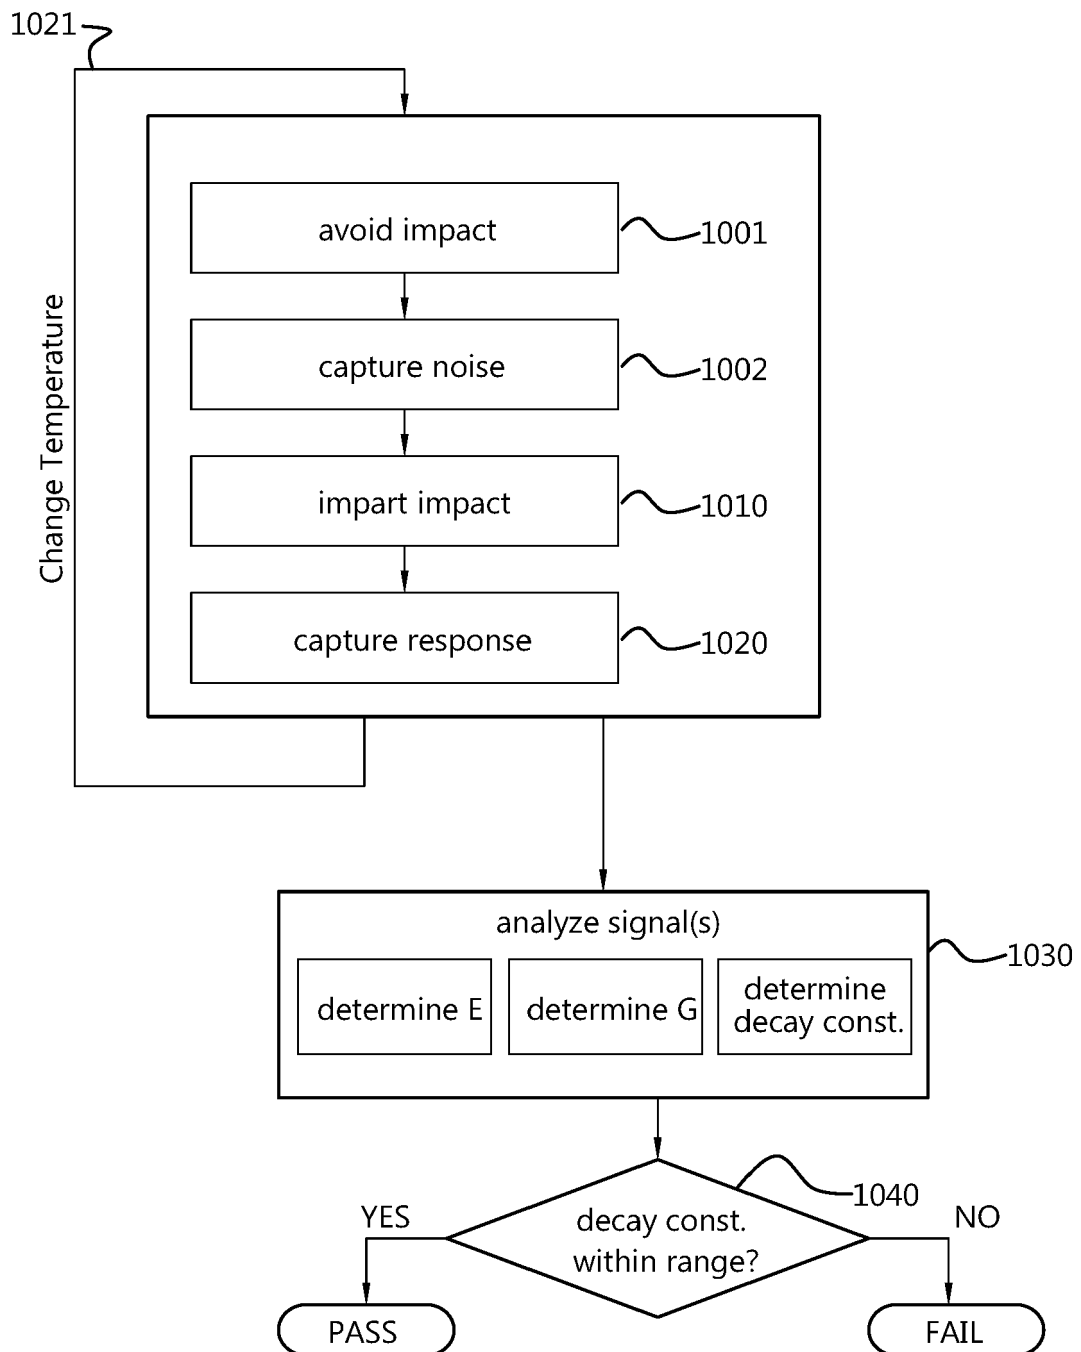 1021
Change Temperature
avoid impact
1001
capture noise
1002
impart impact
1010
capture response
1020
analyze signal(s)
1030
determine E
determine G
determine
decay const.
1040
decay const.
within range?
YES
NO
PASS
FAIL